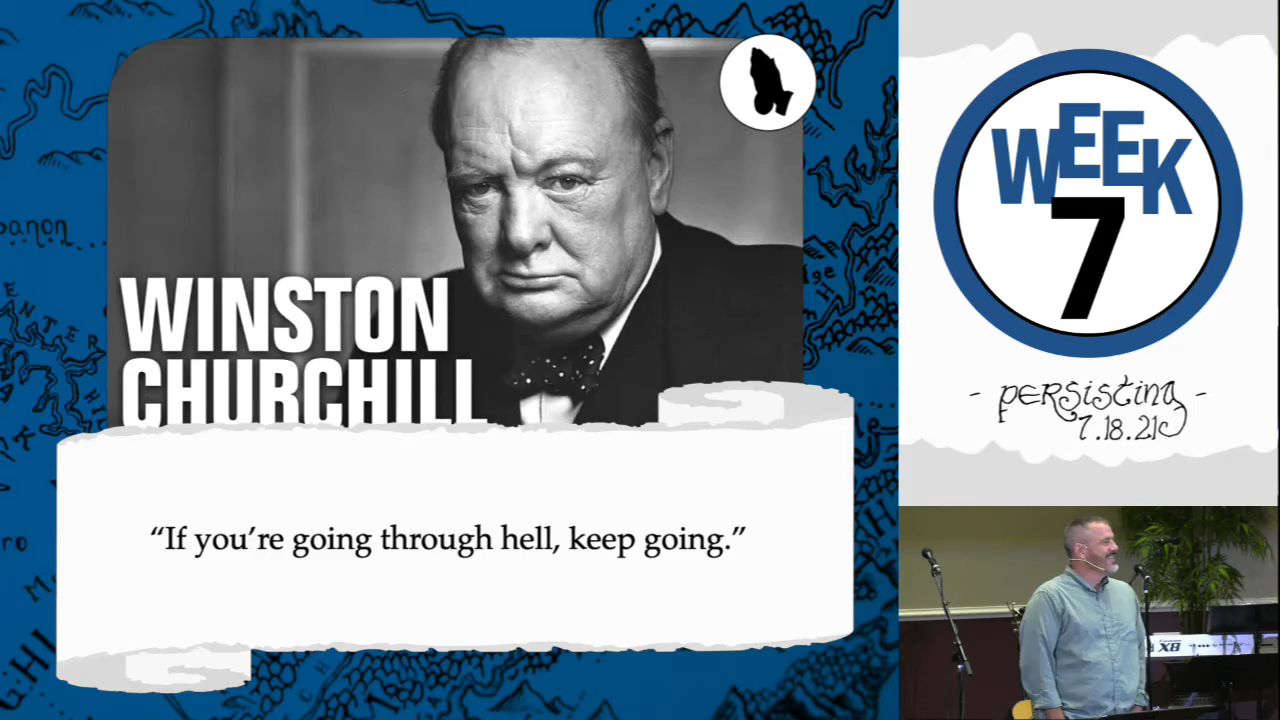 WINSTON
CHURCHILL
“If you’re going through hell, keep going.”
WEEK
7
- persisting -
7.18.21